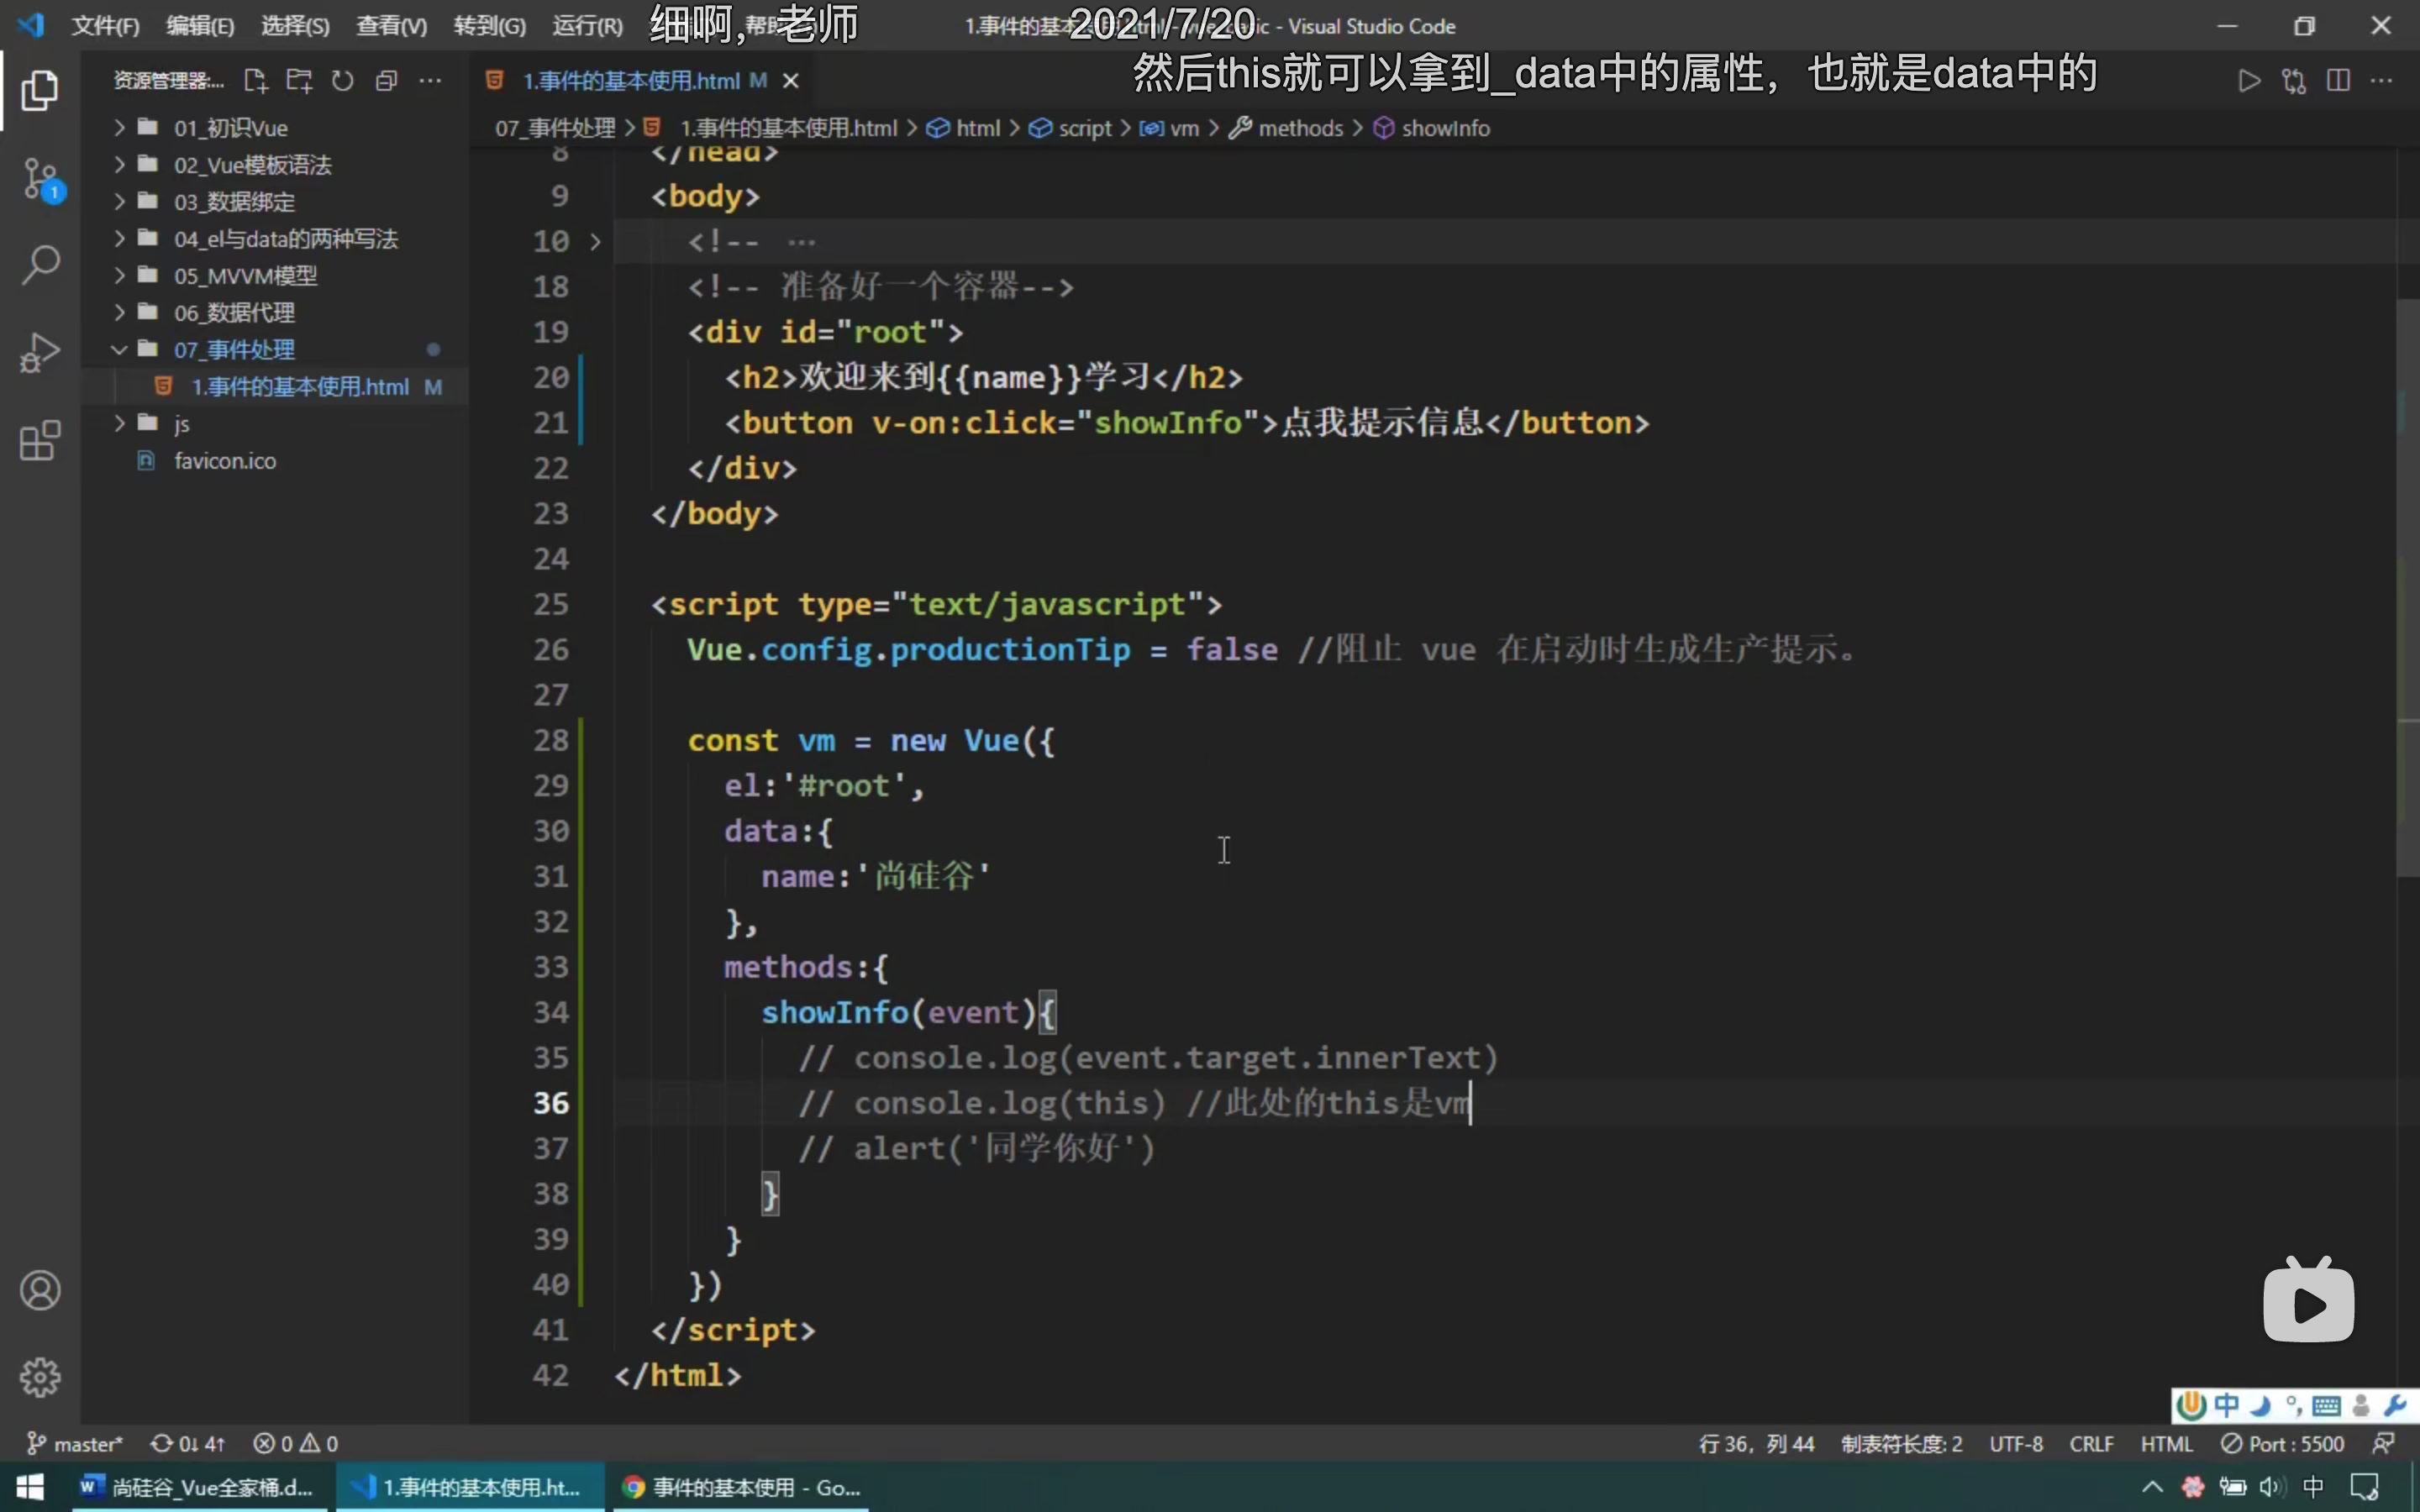 文件(F) 编辑(E) 选择(S) 查看(V) 转到(G) 运行(R) 细啊，老师 1.事件的基本 2021/7/20 - Visual Studio Code
资源管理器:... 1.事件的基本使用.html M 然后this就可以拿到_data中的属性，也就是data中的
07_事件处理 > 1.事件的基本使用.html > html > script > vm > methods > showInfo
01_初识Vue
02_Vue模板语法
03_数据绑定
04_el与data的两种写法
05_MVVM模型
06_数据代理
07_事件处理
1.事件的基本使用.html M
js
favicon.ico
1
8 </head>
9 <body>
10 <!-- ···
18 <!-- 准备好一个容器-->
19 <div id="root">
20 <h2>欢迎来到{{name}}学习</h2>
21 <button v-on:click="showInfo">点我提示信息</button>
22 </div>
23 </body>
24
25 <script type="text/javascript">
26 Vue.config.productionTip = false //阻止 vue 在启动时生成生产提示。
27
28 const vm = new Vue({
29 el:'#root',
30 data:{
31 name:'尚硅谷'
32 },
33 methods:{
34 showInfo(event){
35 // console.log(event.target.innerText)
36 // console.log(this) //此处的this是vm
37 // alert('同学你好')
38 }
39 }
40 })
41 </script>
42 </html>
中
master* 0↓ 4↑ 0 0 行 36，列 44 制表符长度: 2 UTF-8 CRLF HTML Port : 5500
尚硅谷_Vue全家桶.d... 1.事件的基本使用.ht... 事件的基本使用 - Go... 中